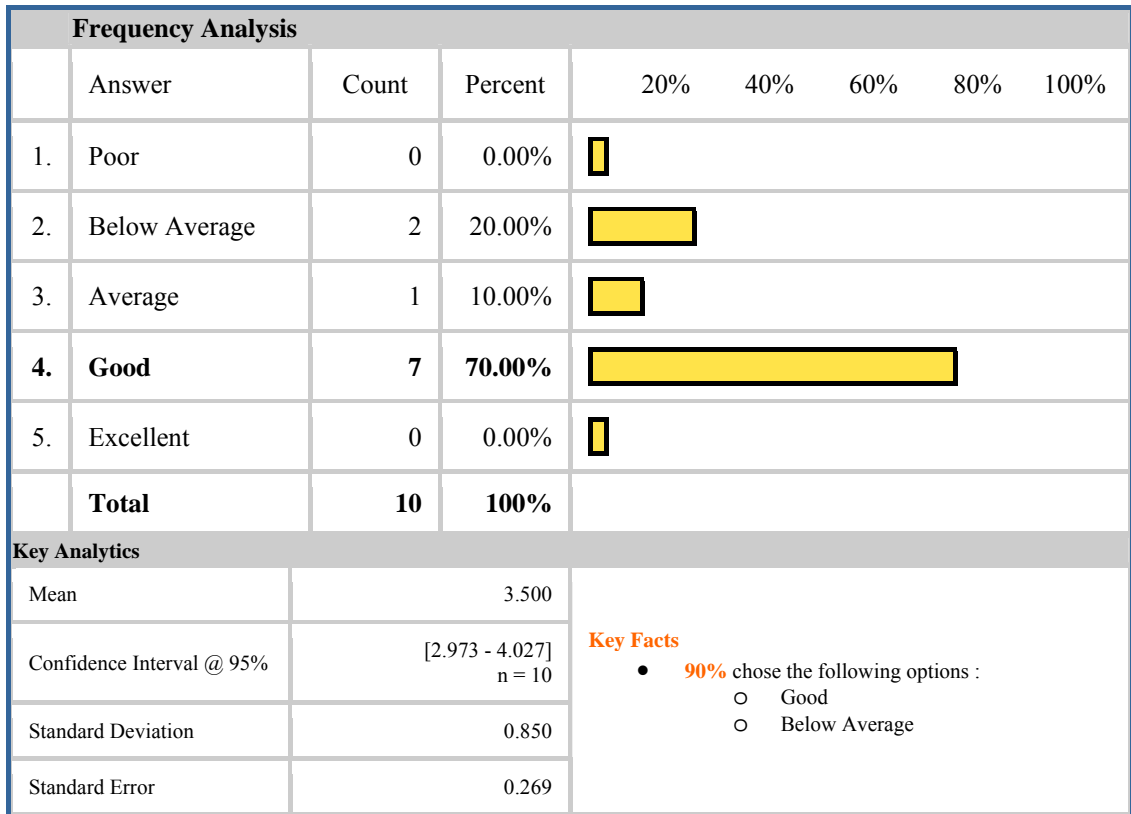 Frequency Analysis
Answer Count Percent 20% 40% 60% 80% 100%
1. Poor 0 0.00%
2. Below Average 2 20.00%
3. Average 1 10.00%
4. Good 7 70.00%
5. Excellent 0 0.00%
Total 10 100%
Key Analytics
Mean 3.500
Confidence Interval @ 95% [2.973 - 4.027]
n = 10
Standard Deviation 0.850
Standard Error 0.269
Key Facts
● 90% chose the following options :
o Good
o Below Average